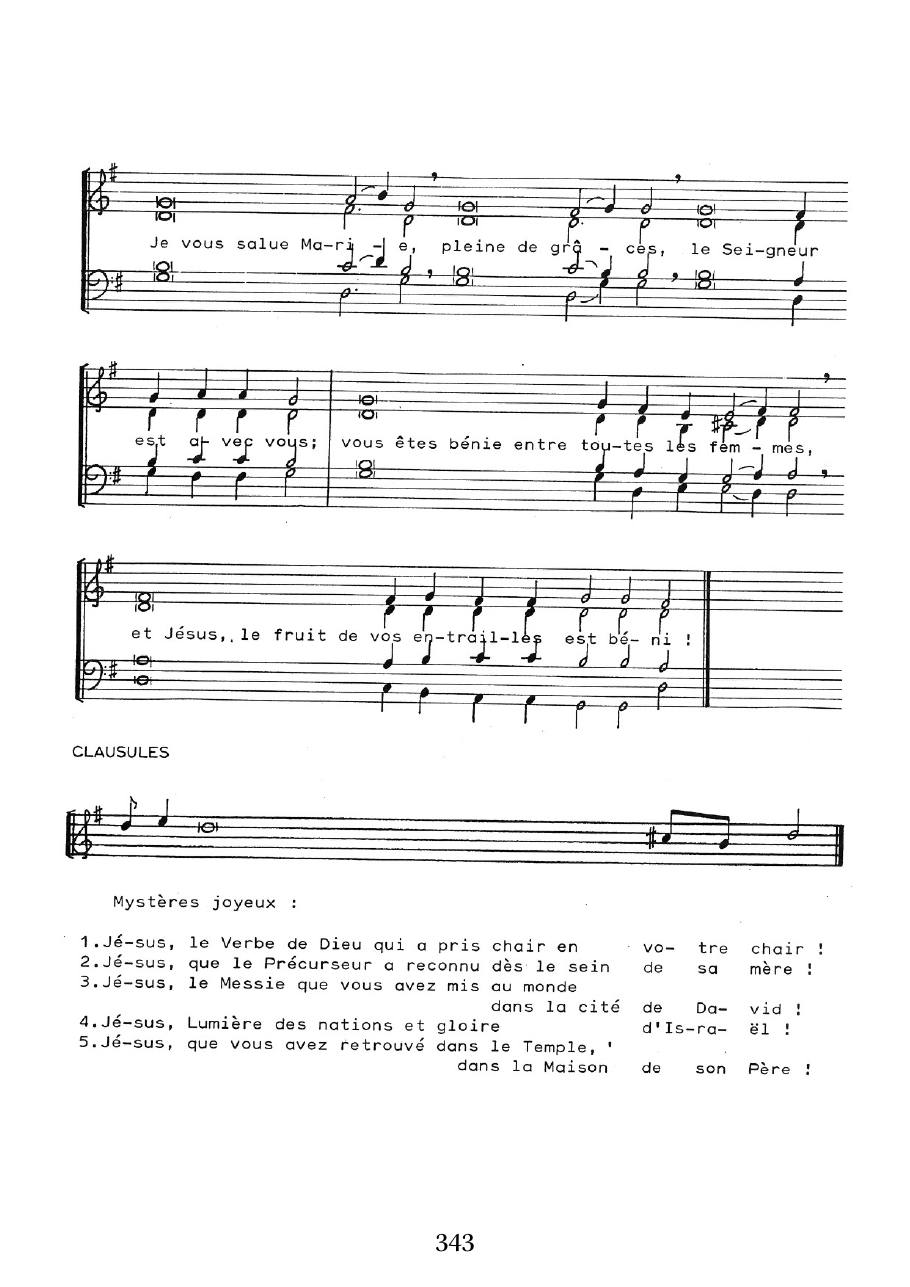 Je vous salue Ma-ri - e, pleine de grâ - ces, le Sei-gneur
est a- vec vous; vous êtes bénie entre tou-tes les fem - mes,
et Jésus, le fruit de vos en-trail-les est bé- ni !
CLAUSULES
Mystères joyeux :
1.Jé-sus, le Verbe de Dieu qui a pris chair en vo- tre chair !
2.Jé-sus, que le Précurseur a reconnu dès le sein de sa mère !
3.Jé-sus, le Messie que vous avez mis au monde
dans la cité de Da- vid !
4.Jé-sus, Lumière des nations et gloire d'Is-ra- ël !
5.Jé-sus, que vous avez retrouvé dans le Temple, '
dans la Maison de son Père !
343